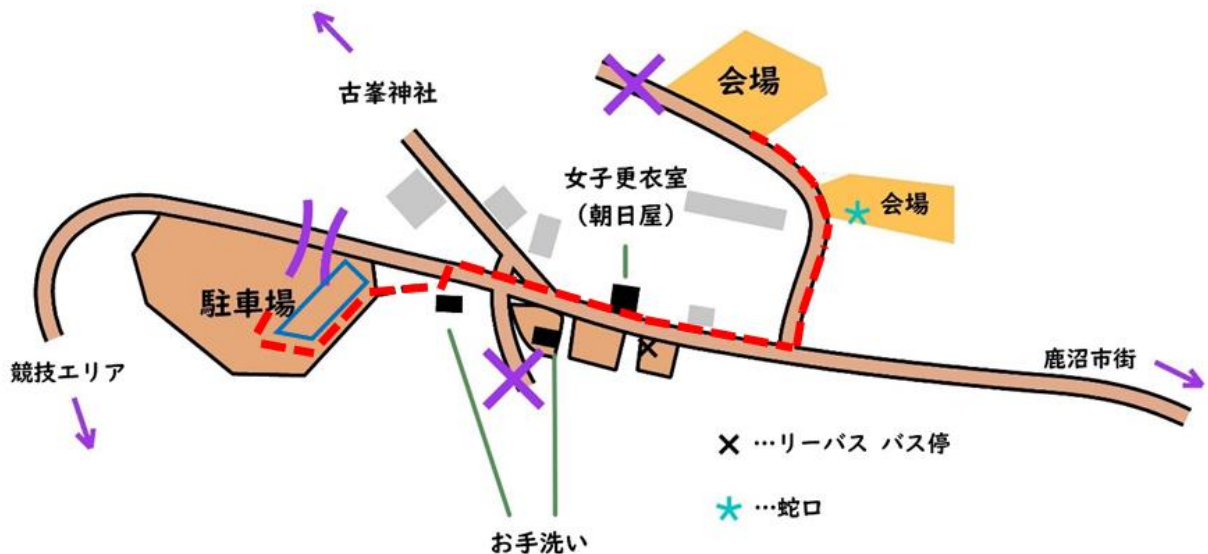 会場
古峯神社
女子更衣室
（朝日屋）
会場
駐車場
競技エリア
鹿沼市街
×…リーバス バス停
*…蛇口
お手洗い